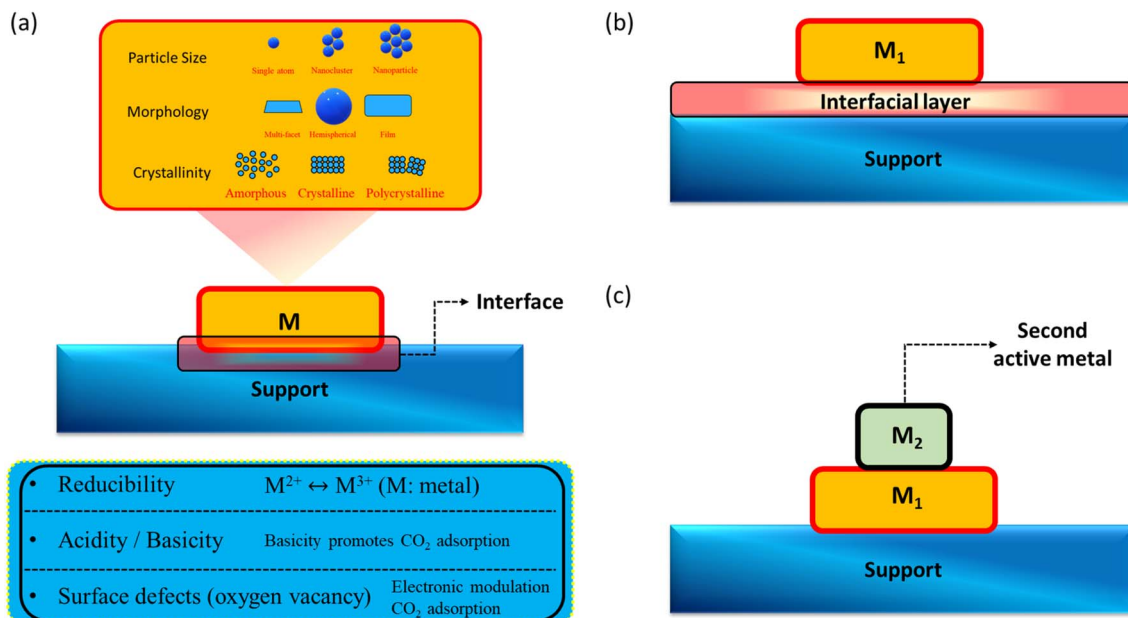 (a)
Particle Size
Single atom Nanocluster Nanoparticle
Morphology
Multi-facet Hemispherical Film
Crystallinity
Amorphous Crystalline Polycrystalline
M
Interface
Support
• Reducibility M²⁺ ↔ M³⁺ (M: metal)
• Acidity / Basicity Basicity promotes CO₂ adsorption
• Surface defects (oxygen vacancy) Electronic modulation
CO₂ adsorption
(b)
M₁
Interfacial layer
Support
(c)
Second
active metal
M₂
M₁
Support